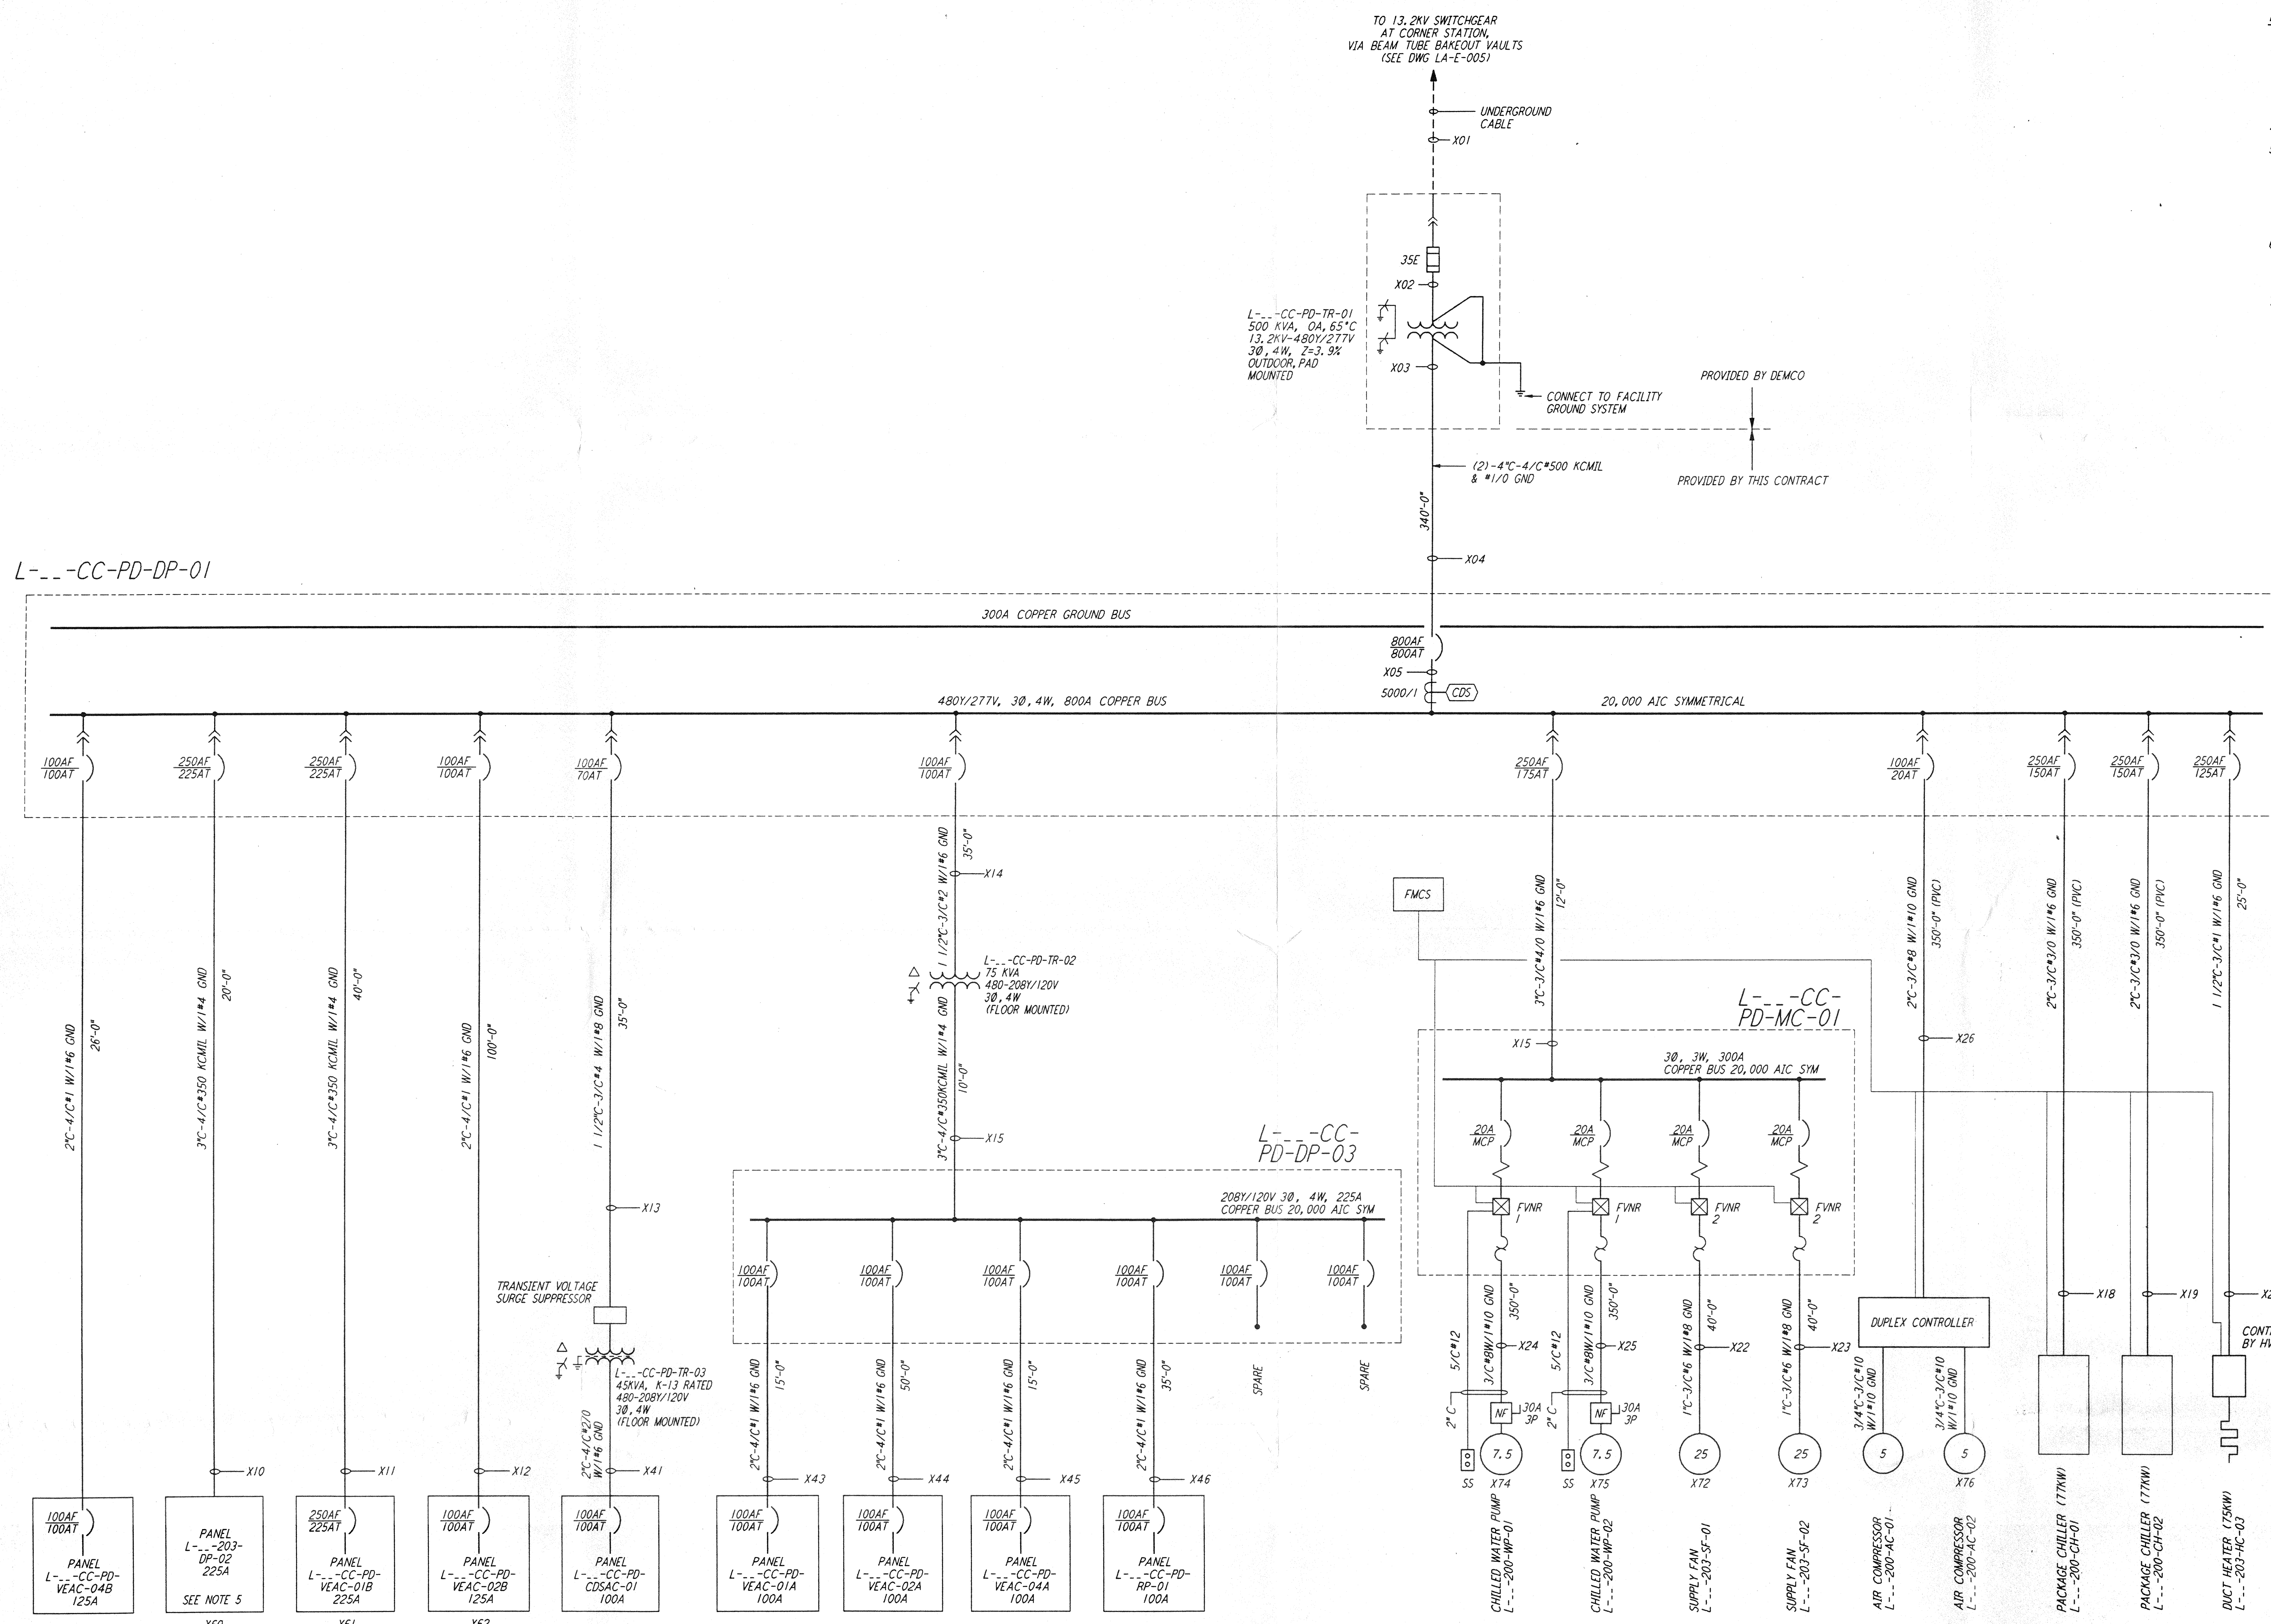 TO 13.2KV SWITCHGEAR
AT CORNER STATION,
VIA BEAM TUBE BAKEOUT VAULTS
(SEE DWG LA-E-005)
UNDERGROUND
CABLE
X01
35E
X02
L-__-CC-PD-TR-01
500 KVA, OA, 65°C
13.2KV-480Y/277V
3Ø, 4W, Z=3.9%
OUTDOOR, PAD
MOUNTED
X03
CONNECT TO FACILITY
GROUND SYSTEM
PROVIDED BY DEMCO
PROVIDED BY THIS CONTRACT
(2)-4"C-4/C#500 KCMIL
& #1/0 GND
340'-0"
X04
L-__-CC-PD-DP-01
300A COPPER GROUND BUS
800AF
800AT
X05
5000/1
CDS
480Y/277V, 3Ø, 4W, 800A COPPER BUS
20,000 AIC SYMMETRICAL
100AF
100AT
250AF
225AT
250AF
225AT
100AF
100AT
100AF
70AT
100AF
100AT
250AF
175AT
100AF
20AT
250AF
150AT
250AF
150AT
250AF
125AT
2"C-4/C#1 W/1#6 GND
26'-0"
3"C-4/C#350 KCMIL W/1#4 GND
20'-0"
3"C-4/C#350 KCMIL W/1#4 GND
40'-0"
2"C-4/C#1 W/1#6 GND
100'-0"
1 1/2"C-3/C#4 W/1#8 GND
35'-0"
X13
TRANSIENT VOLTAGE
SURGE SUPPRESSOR
L-__-CC-PD-TR-03
45KVA, K-13 RATED
480-208Y/120V
3Ø, 4W
(FLOOR MOUNTED)
2"C-4/C#2/0
W/1#6 GND
1 1/2"C-3/C#2 W/1#6 GND
35'-0"
X14
L-__-CC-PD-TR-02
75 KVA
480-208Y/120V
3Ø, 4W
(FLOOR MOUNTED)
3"C-4/C#350KCMIL W/1#4 GND
10'-0"
X15
L-__-CC-
PD-DP-03
208Y/120V 3Ø, 4W, 225A
COPPER BUS 20,000 AIC SYM
100AF
100AT
100AF
100AT
100AF
100AT
100AF
100AT
100AF
100AT
100AF
100AT
2"C-4/C#1 W/1#6 GND
15'-0"
2"C-4/C#1 W/1#6 GND
50'-0"
2"C-4/C#1 W/1#6 GND
15'-0"
2"C-4/C#1 W/1#6 GND
35'-0"
SPARE
SPARE
FMCS
3"C-3/C#4/0 W/1#6 GND
12'-0"
L-__-CC-
PD-MC-01
X15
3Ø, 3W, 300A
COPPER BUS 20,000 AIC SYM
20A
MCP
20A
MCP
20A
MCP
20A
MCP
FVNR
1
FVNR
1
FVNR
2
FVNR
2
5/C#12
3/C#8W/1#10 GND
350'-0"
X24
5/C#12
3/C#8W/1#10 GND
350'-0"
X25
1"C-3/C#6 W/1#8 GND
40'-0"
X22
1"C-3/C#6 W/1#8 GND
40'-0"
X23
2" C
NF
30A
3P
2" C
NF
30A
3P
2"C-3/C#8 W/1#10 GND
350'-0" (PVC)
X26
DUPLEX CONTROLLER
3/4"C-3/C#10
W/1#10 GND
3/4"C-3/C#10
W/1#10 GND
2"C-3/C#3/0 W/1#6 GND
350'-0" (PVC)
X18
2"C-3/C#3/0 W/1#6 GND
350'-0" (PVC)
X19
1 1/2"C-3/C#1 W/1#6 GND
25'-0"
BY
X10
X11
X12
X41
X43
X44
X45
X46
100AF
100AT
PANEL
L-__-CC-PD-
VEAC-04B
125A
PANEL
L-__-203-
DP-02
225A
SEE NOTE 5
X60
250AF
225AT
PANEL
L-__-CC-PD-
VEAC-01B
225A
X61
100AF
100AT
PANEL
L-__-CC-PD-
VEAC-02B
125A
X62
100AF
100AT
PANEL
L-__-CC-PD-
CDSAC-01
100A
100AF
100AT
PANEL
L-__-CC-PD-
VEAC-01A
100A
100AF
100AT
PANEL
L-__-CC-PD-
VEAC-02A
100A
100AF
100AT
PANEL
L-__-CC-PD-
VEAC-04A
100A
100AF
100AT
PANEL
L-__-CC-PD-
RP-01
100A
SS
7.5
X74
CHILLED WATER PUMP
L-__-200-WP-01
SS
7.5
X75
CHILLED WATER PUMP
L-__-200-WP-02
25
X72
SUPPLY FAN
L-__-203-SF-01
25
X73
SUPPLY FAN
L-__-203-SF-02
5
AIR COMPRESSOR
L-__-200-AC-01
5
X76
AIR COMPRESSOR
L-__-200-AC-02
PACKAGE CHILLER (77KW)
L-__-200-CH-01
PACKAGE CHILLER (77KW)
L-__-200-CH-02
DUCT HEATER (75KW)
L-__-203-HC-03